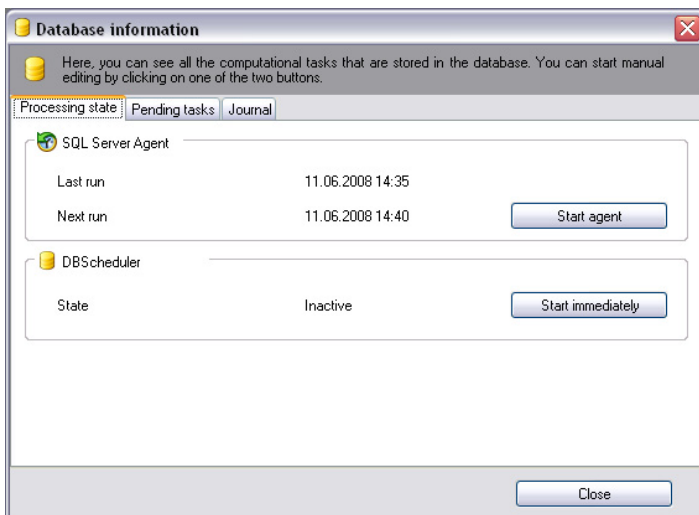 Database information
Here, you can see all the computational tasks that are stored in the database. You can start manual
editing by clicking on one of the two buttons.
Processing state Pending tasks Journal
SQL Server Agent
Last run 11.06.2008 14:35
Next run 11.06.2008 14:40 Start agent
DBScheduler
State Inactive Start immediately
Close